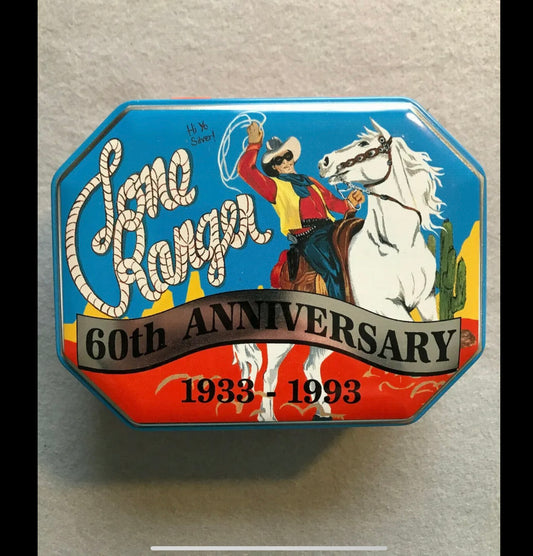 Hi Yo
Silver!
Lone
Ranger
60th ANNIVERSARY
1933 - 1993